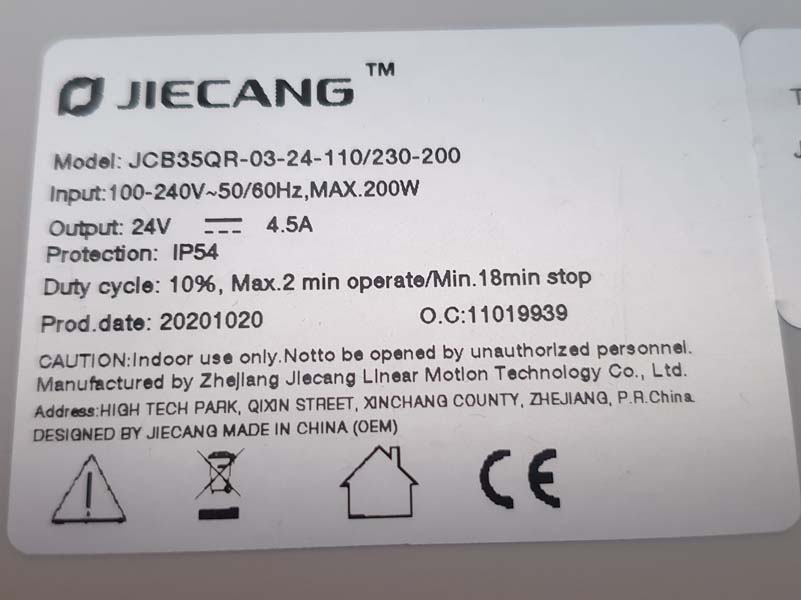 JIECANG™
Model: JCB35QR-03-24-110/230-200
Input:100-240V~50/60Hz,MAX.200W
Output: 24V ⎓ 4.5A
Protection: IP54
Duty cycle: 10%, Max.2 min operate/Min.18min stop
Prod.date: 20201020 O.C:11019939
CAUTION:Indoor use only.Notto be opened by unauthorized personnel.
Manufactured by Zhejiang Jiecang Linear Motion Technology Co., Ltd.
Address:HIGH TECH PARK, QIXIN STREET, XINCHANG COUNTY, ZHEJIANG, P.R.China
DESIGNED BY JIECANG MADE IN CHINA (OEM)
CE